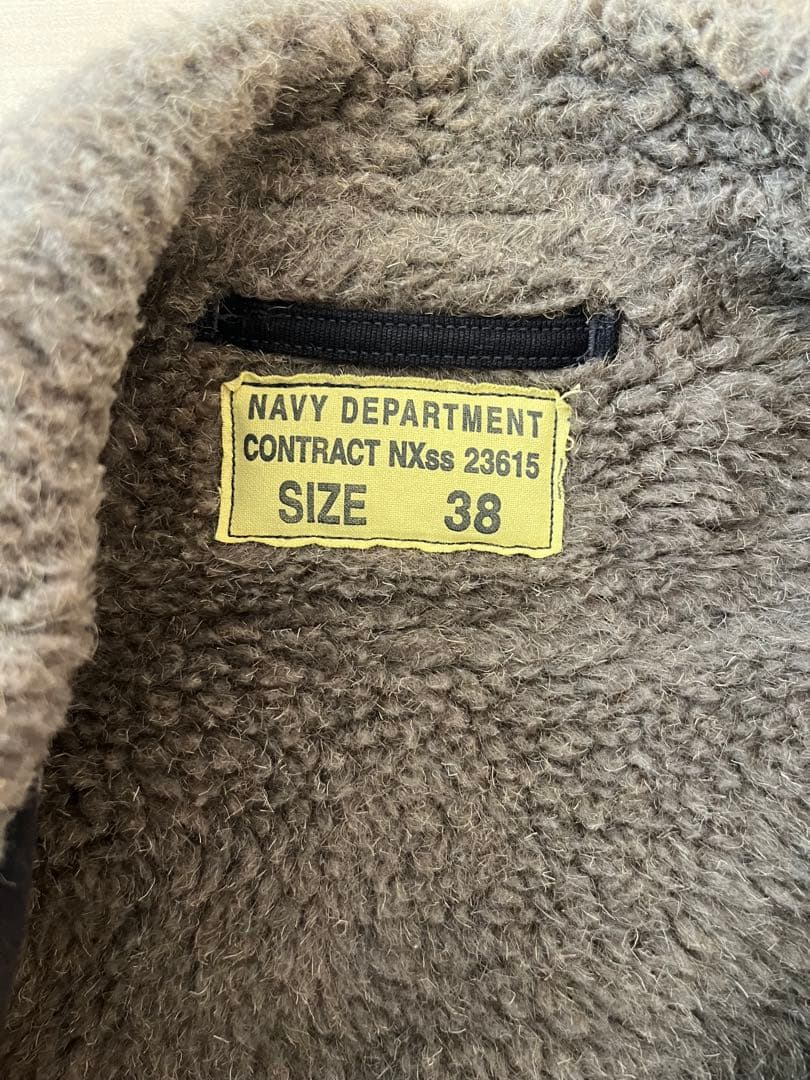 NAVY DEPARTMENT
CONTRACT NXss 23615
SIZE 38